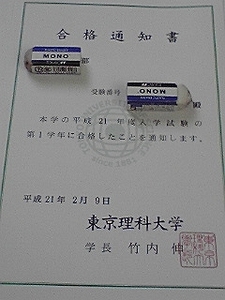 合格通知書
部
MONO
受験番号
MONO
殿
本学の平成21年度入学試験の
第1学年に合格したことを通知します。
平成21年2月9日
東京理科大学
学長 竹内 伸